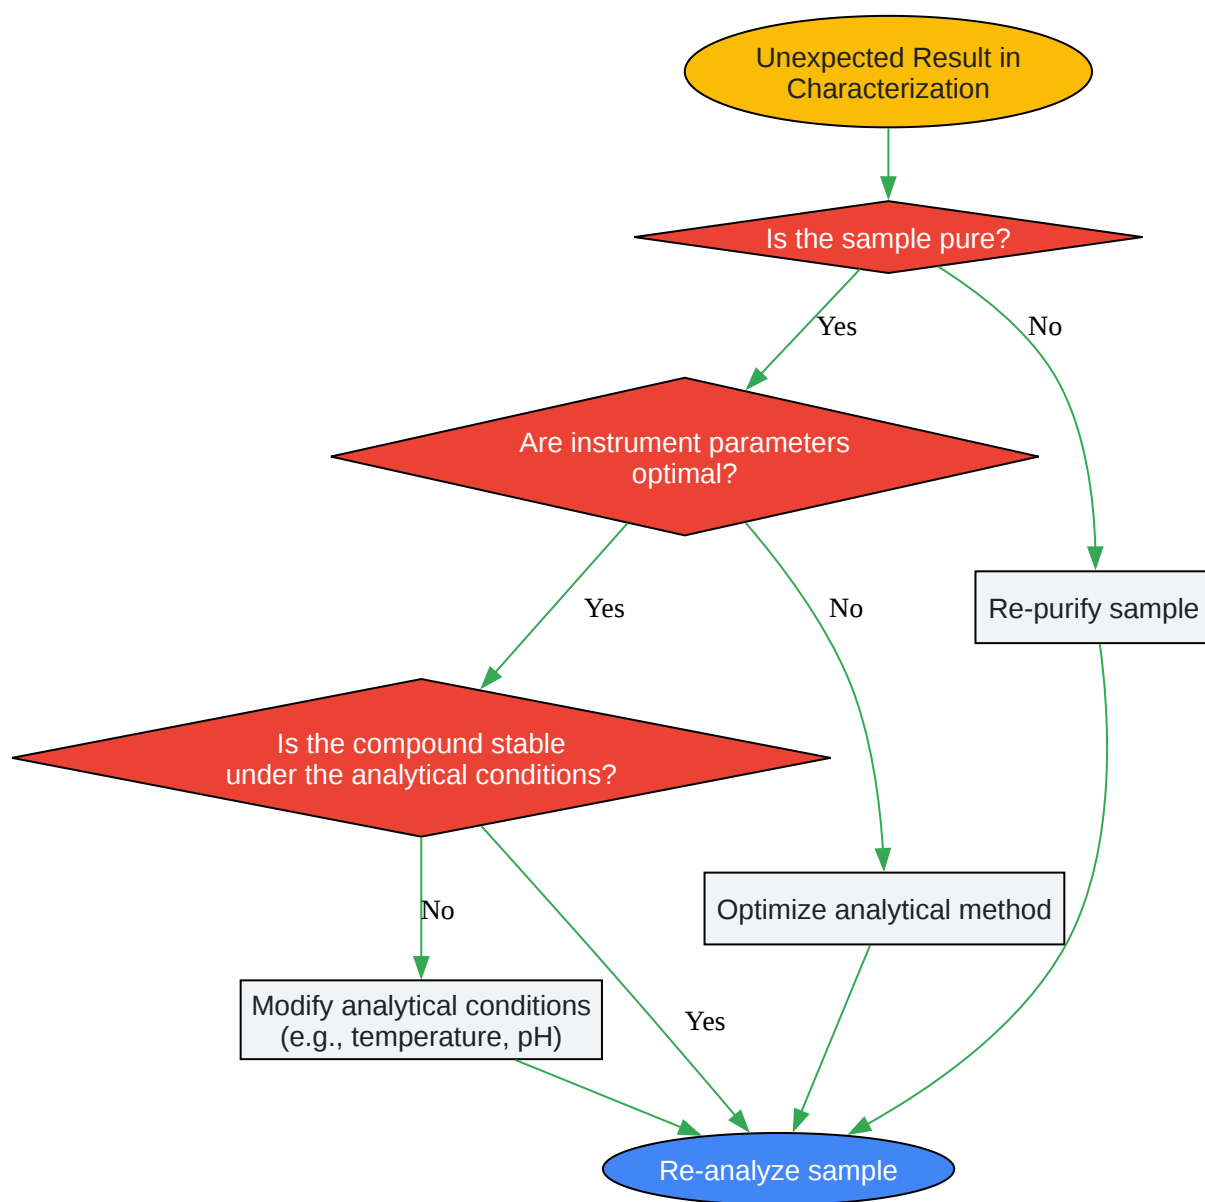 Unexpected Result in
Characterization
Is the sample pure?
Yes
No
Are instrument parameters
optimal?
Yes
No
Re-purify sample
Is the compound stable
under the analytical conditions?
No
Optimize analytical method
Modify analytical conditions
(e.g., temperature, pH)
Yes
Re-analyze sample